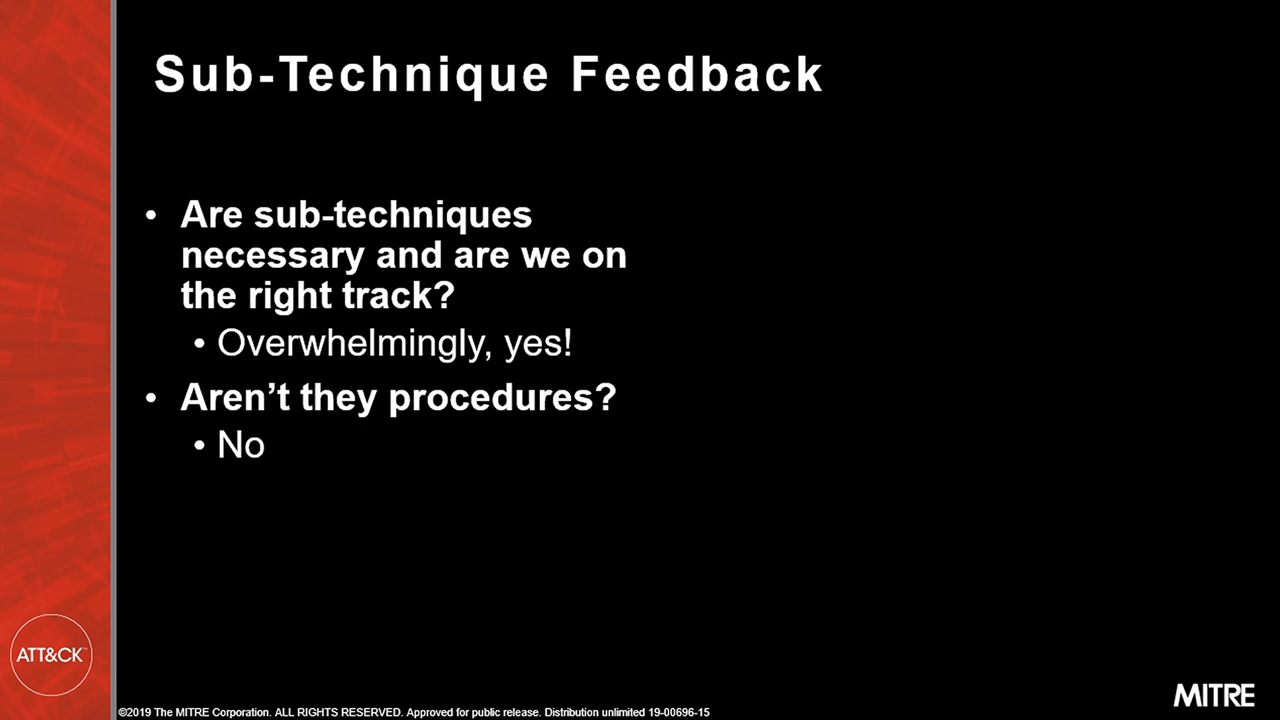 Sub-Technique Feedback
• Are sub-techniques
necessary and are we on
the right track?
• Overwhelmingly, yes!
• Aren’t they procedures?
• No
ATT&CK™
MITRE
©2019 The MITRE Corporation. ALL RIGHTS RESERVED. Approved for public release. Distribution unlimited 19-00696-15